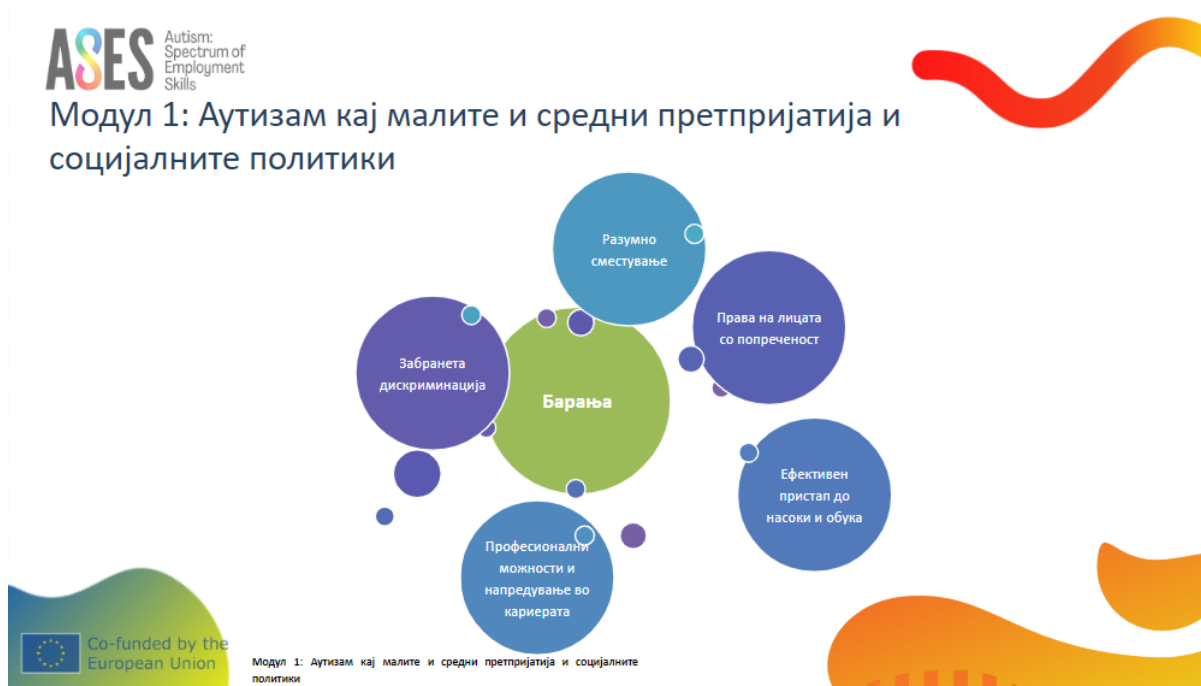 ASES
Autism:
Spectrum of
Employment
Skills
Модул 1: Аутизам кај малите и средни претпријатија и
социјалните политики
Разумно
сместување
Права на лицата
со попреченост
Забранета
дискриминација
Барања
Ефективен
пристап до
насоки и обука
Професионални
можности и
напредување во
кариерата
Co-funded by the
European Union
Модул 1: Аутизам кај малите и средни претпријатија и социјалните
политики